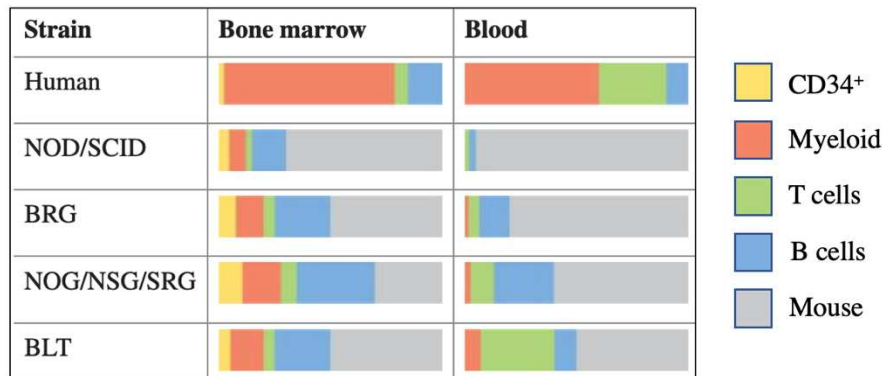 Strain Bone marrow Blood
Human
NOD/SCID
BRG
NOG/NSG/SRG
BLT
CD34⁺
Myeloid
T cells
B cells
Mouse